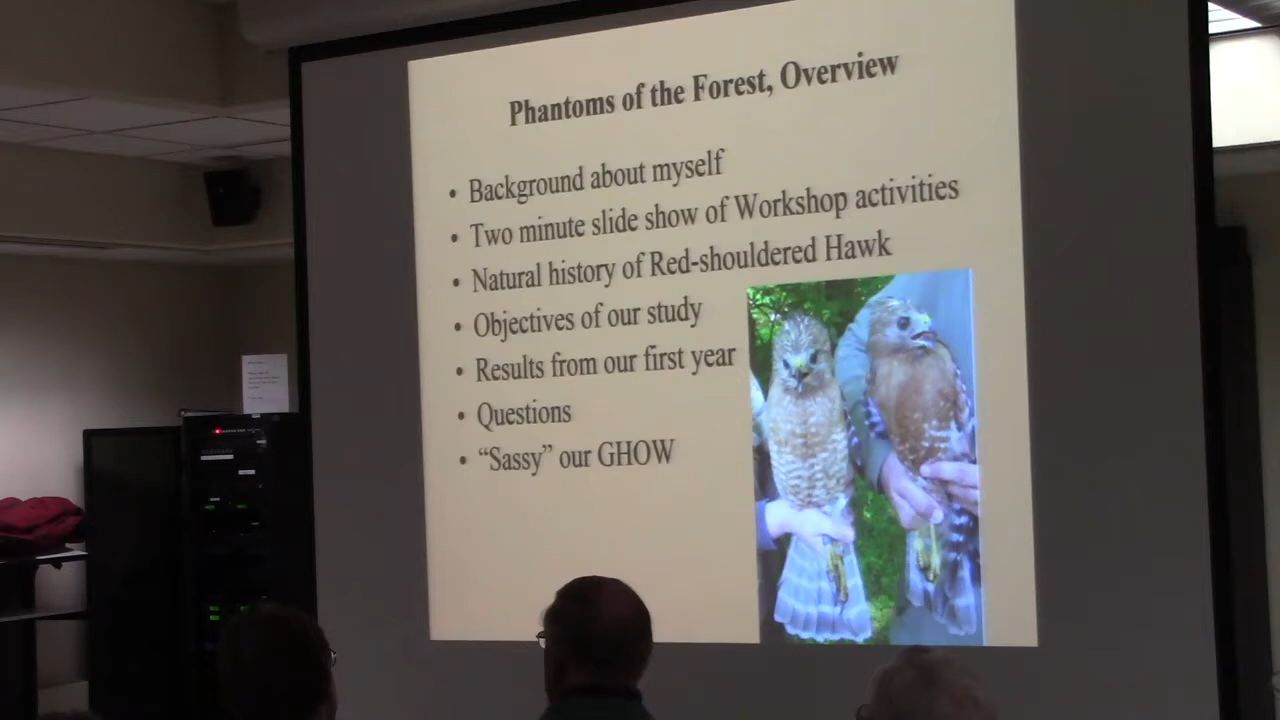 Phantoms of the Forest, Overview
• Background about myself
• Two minute slide show of Workshop activities
• Natural history of Red-shouldered Hawk
• Objectives of our study
• Results from our first year
• Questions
• “Sassy” our GHOW